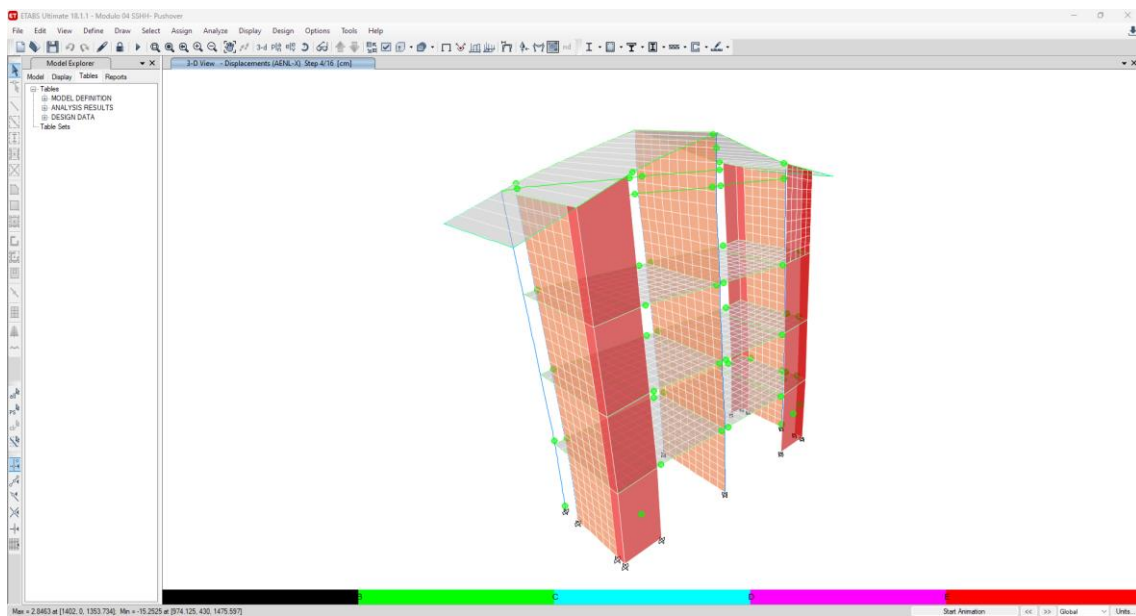 ETABS Ultimate 18.1.1 - Modulo 04 SSHH- Pushover
File Edit View Define Draw Select Assign Analyze Display Design Options Tools Help
3-d
Model Explorer
3-D View - Displacements (AENL-X) Step 4/16 [cm]
Model Display Tables Reports
Tables
MODEL DEFINITION
ANALYSIS RESULTS
DESIGN DATA
Table Sets
B C D E
Max = 2.8463 at [1402, 0, 1353.734]; Min = -15.2525 at [974.125, 430, 1475.597]
Start Animation << >> Global Units...